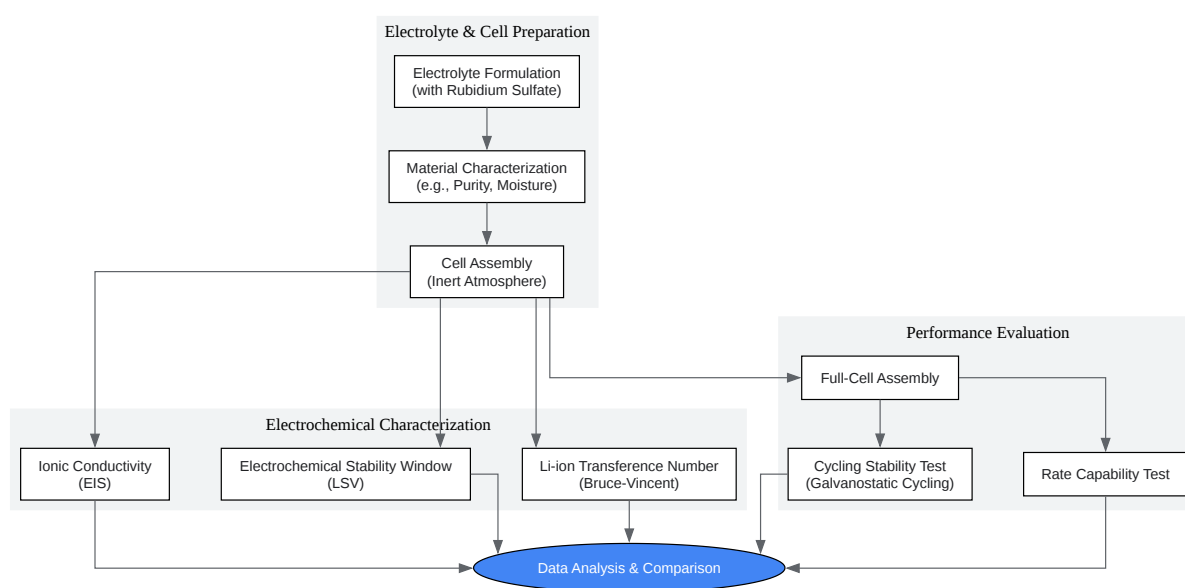 Electrolyte & Cell Preparation
Electrolyte Formulation
(with Rubidium Sulfate)
Material Characterization
(e.g., Purity, Moisture)
Cell Assembly
(Inert Atmosphere)
Performance Evaluation
Full-Cell Assembly
Electrochemical Characterization
Ionic Conductivity
(EIS)
Electrochemical Stability Window
(LSV)
Li-ion Transference Number
(Bruce-Vincent)
Cycling Stability Test
(Galvanostatic Cycling)
Rate Capability Test
Data Analysis & Comparison